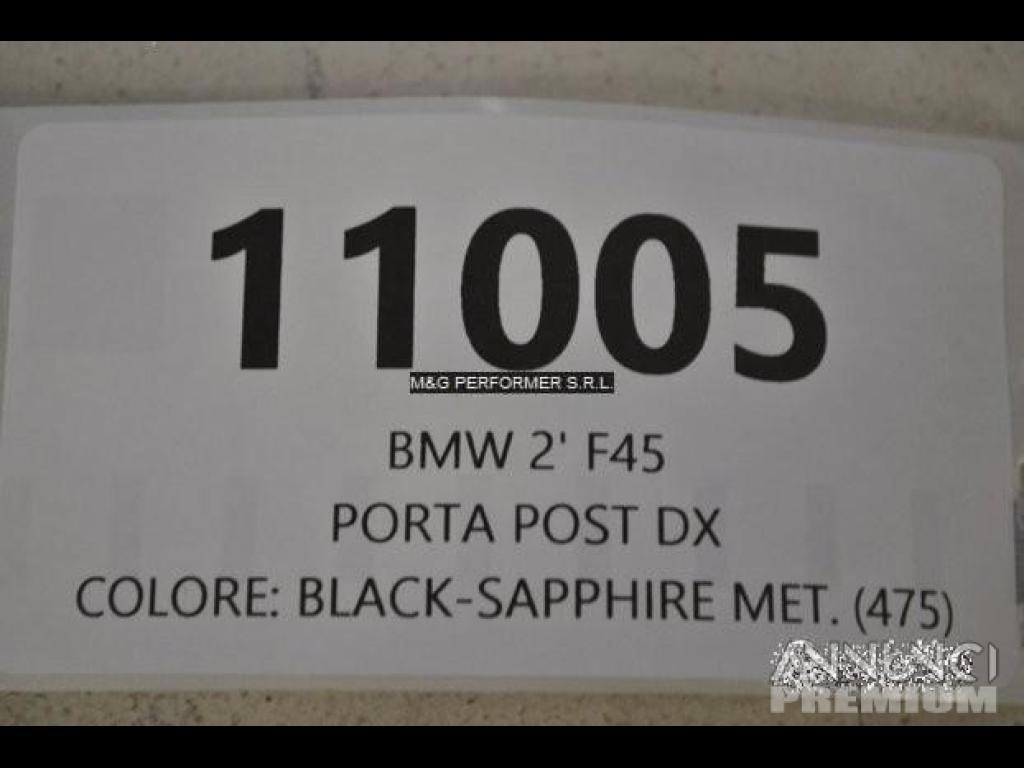 11005
M&G PERFORMER S.R.L.
BMW 2' F45
PORTA POST DX
COLORE: BLACK-SAPPHIRE MET. (475)
ANNUNCI
PREMIUM